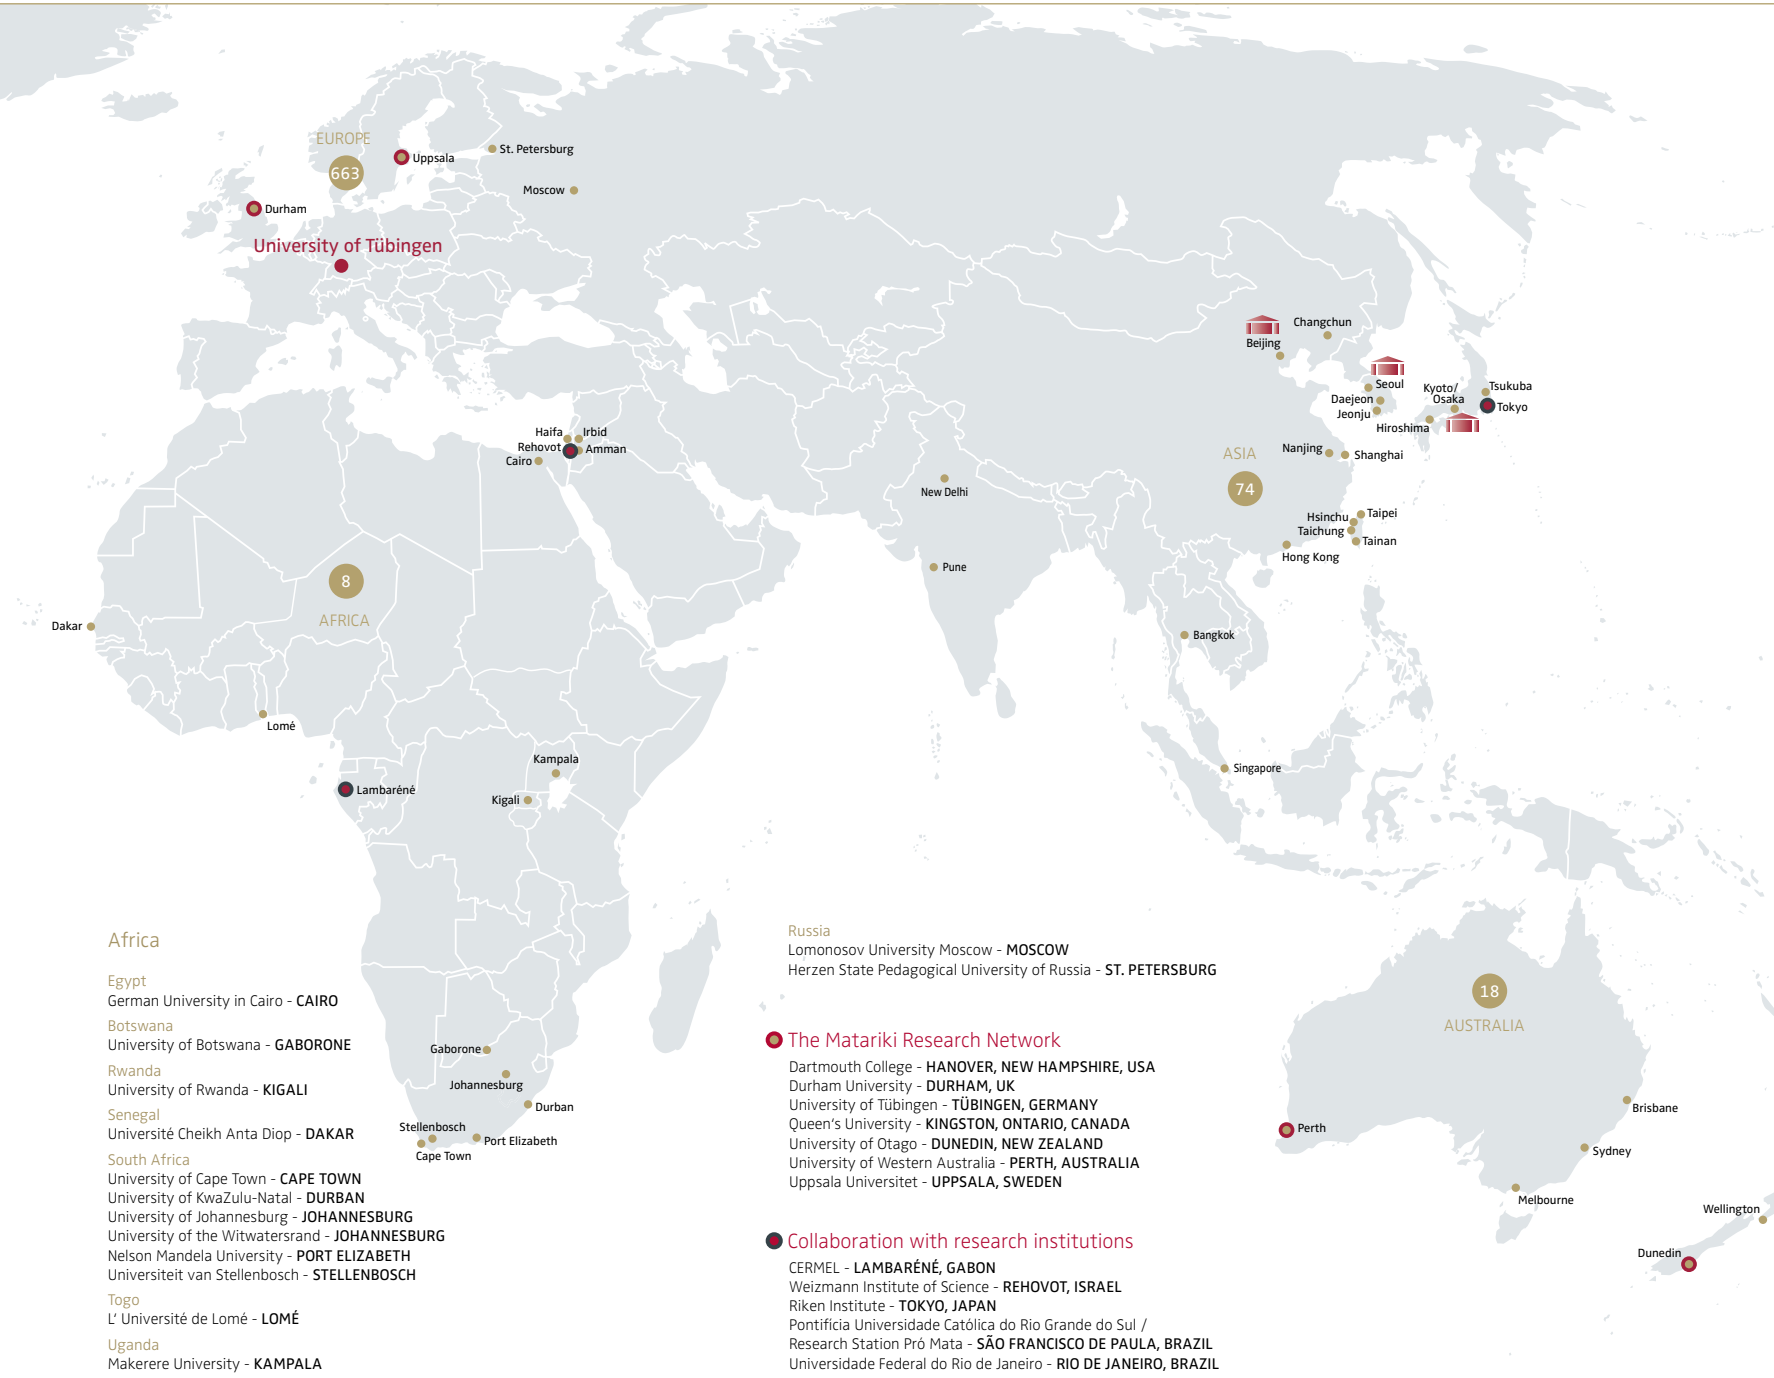 EUROPE
663
Uppsala
St. Petersburg
Moscow
Durham
University of Tübingen
Changchun
Beijing
Seoul
Daejeon
Jeonju
Kyoto/
Osaka
Tsukuba
Tokyo
Hiroshima
Haifa
Irbid
Rehovot
Amman
Cairo
Nanjing
Shanghai
ASIA
74
New Delhi
Hsinchu
Taipei
Taichung
Tainan
Hong Kong
Pune
8
AFRICA
Dakar
Bangkok
Lomé
Kampala
Singapore
Lambaréné
Kigali
18
AUSTRALIA
Gaborone
Johannesburg
Durban
Stellenbosch
Port Elizabeth
Cape Town
Perth
Brisbane
Sydney
Melbourne
Wellington
Dunedin
Africa
Egypt
German University in Cairo - CAIRO
Botswana
University of Botswana - GABORONE
Rwanda
University of Rwanda - KIGALI
Senegal
Université Cheikh Anta Diop - DAKAR
South Africa
University of Cape Town - CAPE TOWN
University of KwaZulu-Natal - DURBAN
University of Johannesburg - JOHANNESBURG
University of the Witwatersrand - JOHANNESBURG
Nelson Mandela University - PORT ELIZABETH
Universiteit van Stellenbosch - STELLENBOSCH
Togo
L’ Université de Lomé - LOMÉ
Uganda
Makerere University - KAMPALA
Russia
Lomonosov University Moscow - MOSCOW
Herzen State Pedagogical University of Russia - ST. PETERSBURG
The Matariki Research Network
Dartmouth College - HANOVER, NEW HAMPSHIRE, USA
Durham University - DURHAM, UK
University of Tübingen - TÜBINGEN, GERMANY
Queen's University - KINGSTON, ONTARIO, CANADA
University of Otago - DUNEDIN, NEW ZEALAND
University of Western Australia - PERTH, AUSTRALIA
Uppsala Universitet - UPPSALA, SWEDEN
Collaboration with research institutions
CERMEL - LAMBARÉNÉ, GABON
Weizmann Institute of Science - REHOVOT, ISRAEL
Riken Institute - TOKYO, JAPAN
Pontifícia Universidade Católica do Rio Grande do Sul /
Research Station Pró Mata - SÃO FRANCISCO DE PAULA, BRAZIL
Universidade Federal do Rio de Janeiro - RIO DE JANEIRO, BRAZIL